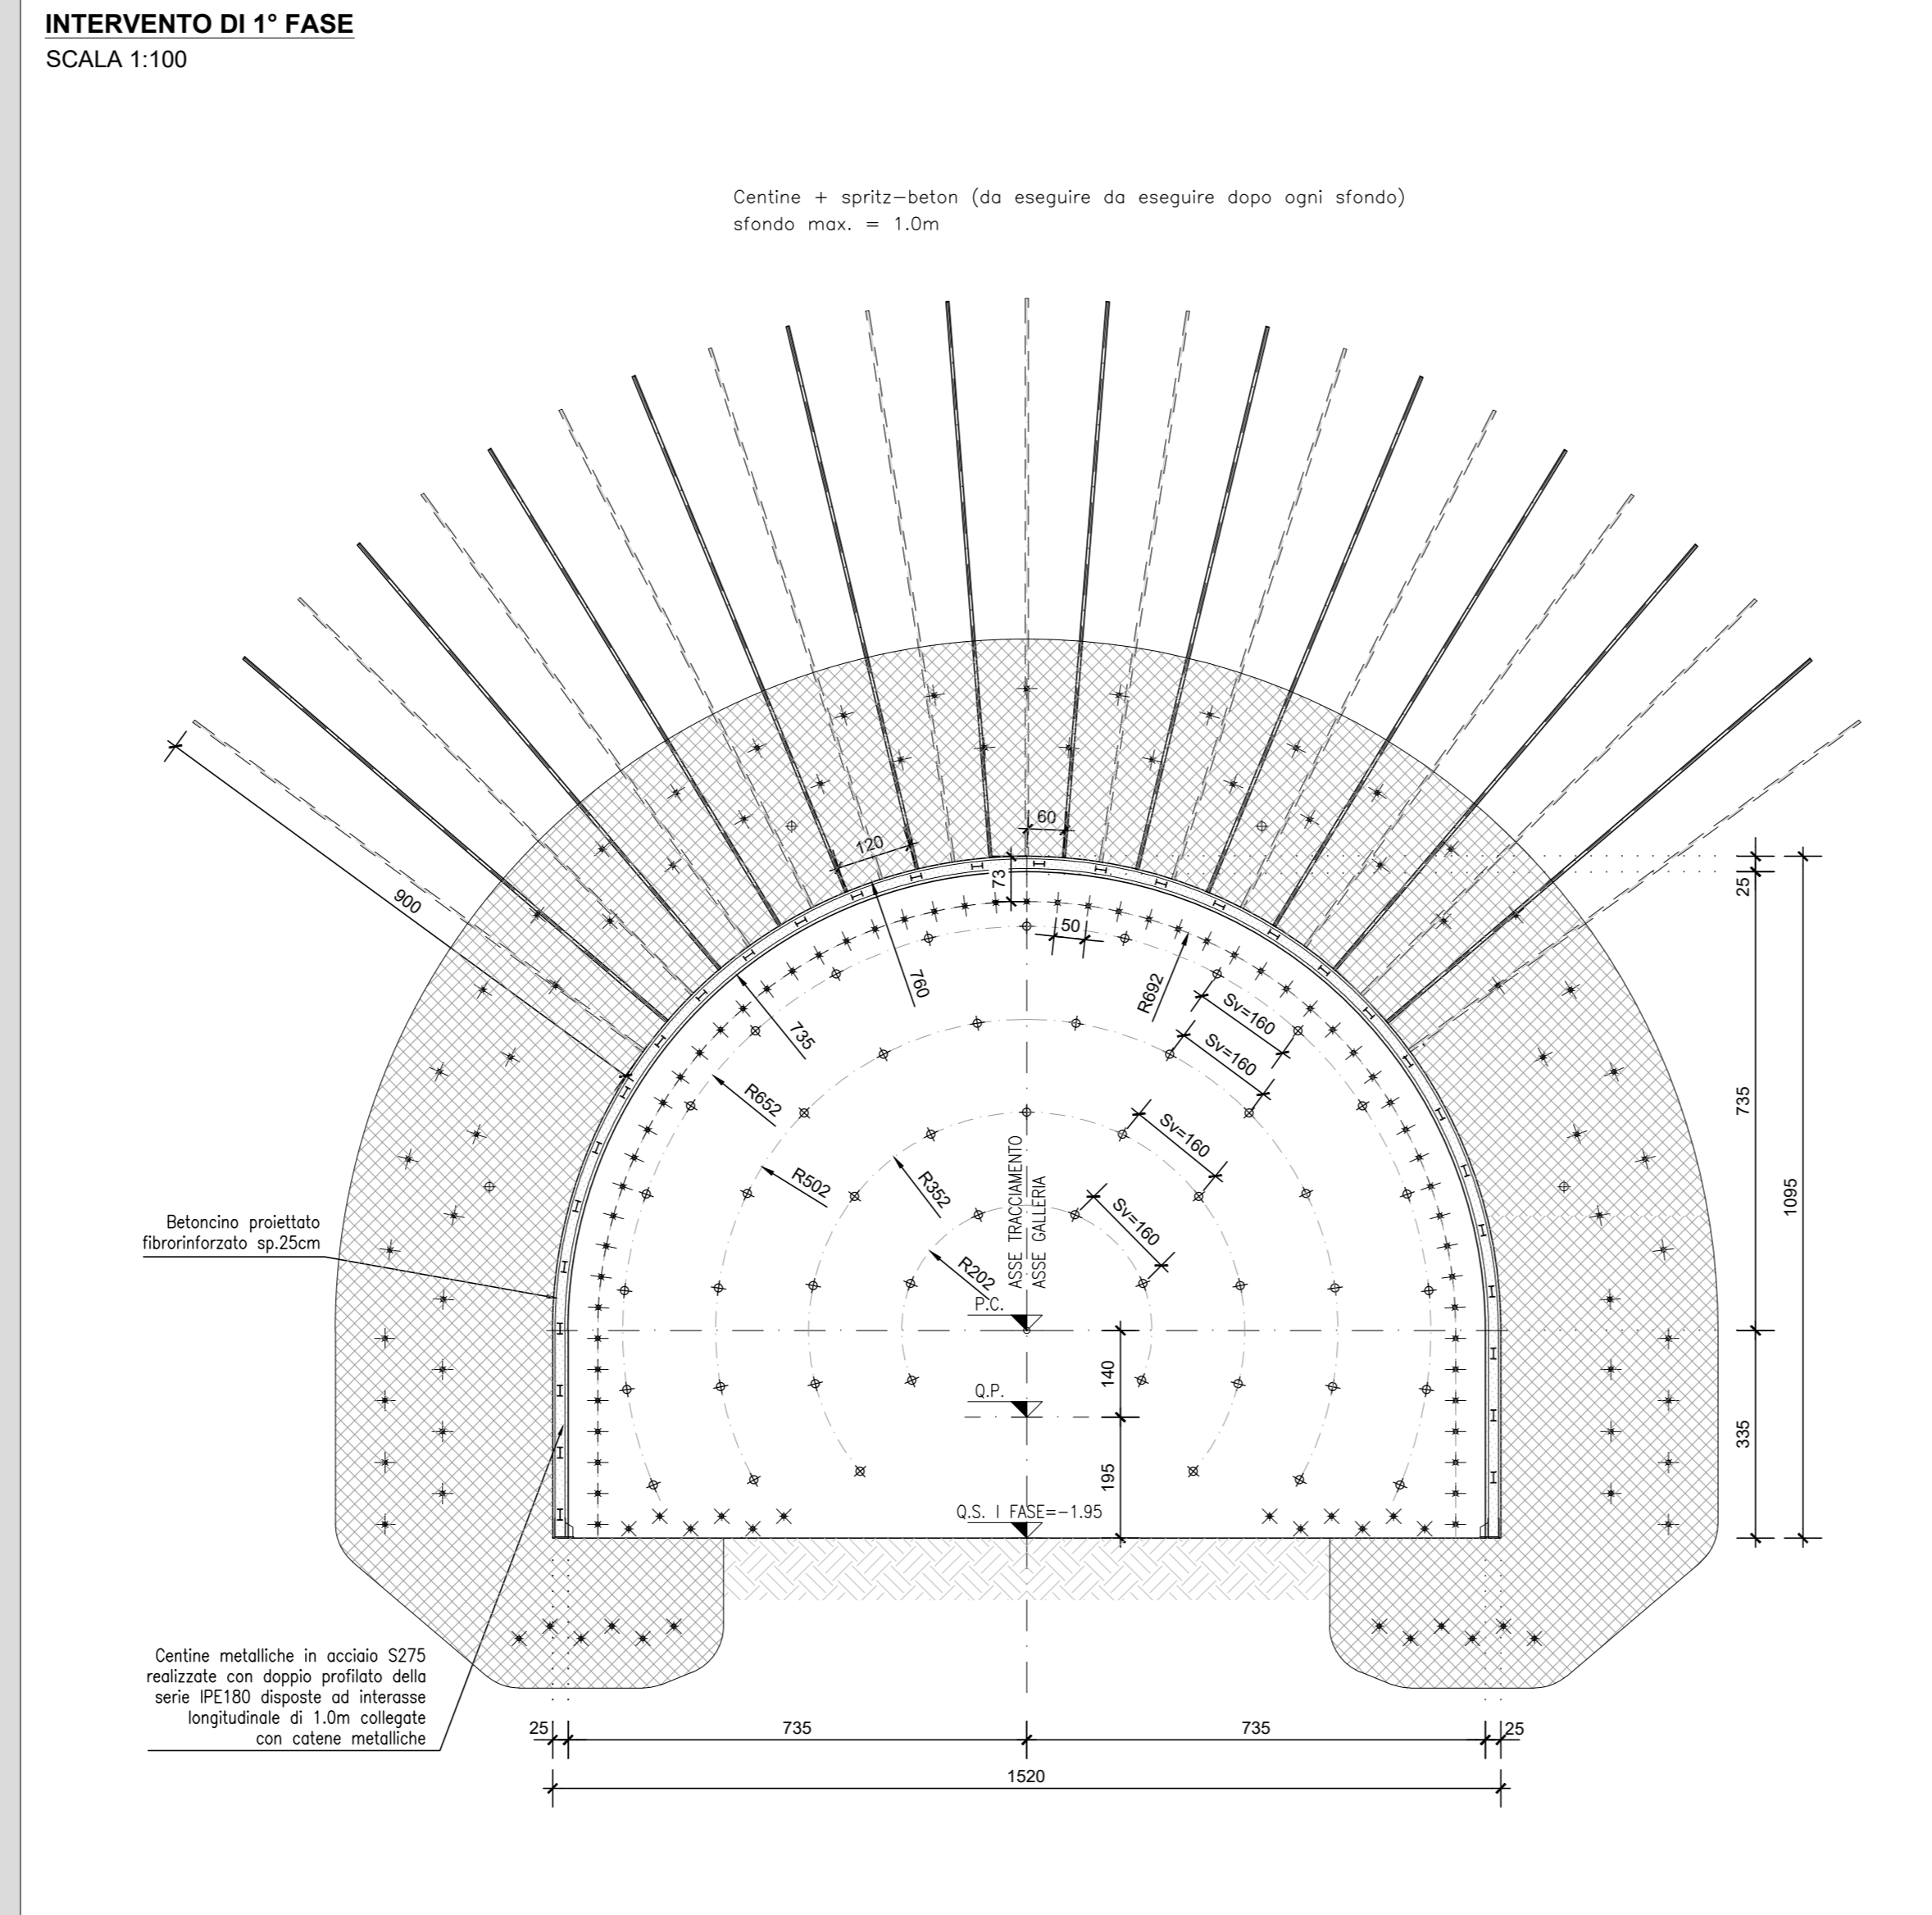 INTERVENTO DI 1° FASE
SCALA 1:100
Centine + spritz-beton (da eseguire da eseguire dopo ogni sfondo)
sfondo max. = 1.0m
60
120
73
25
900
50
760
R692
735
Sv=160
Sv=160
R652
735
Sv=160
R502
R352
ASSE TRACCIAMENTO
ASSE GALLERIA
1095
Sv=160
Betoncino proiettato
fibrorinforzato sp.25cm
R202
P.C.
140
Q.P.
335
195
Q.S. I FASE=-1.95
Centine metalliche in acciaio S275
realizzate con doppio profilato della
serie IPE180 disposte ad interasse
longitudinale di 1.0m collegate
con catene metalliche
25
735
735
25
1520